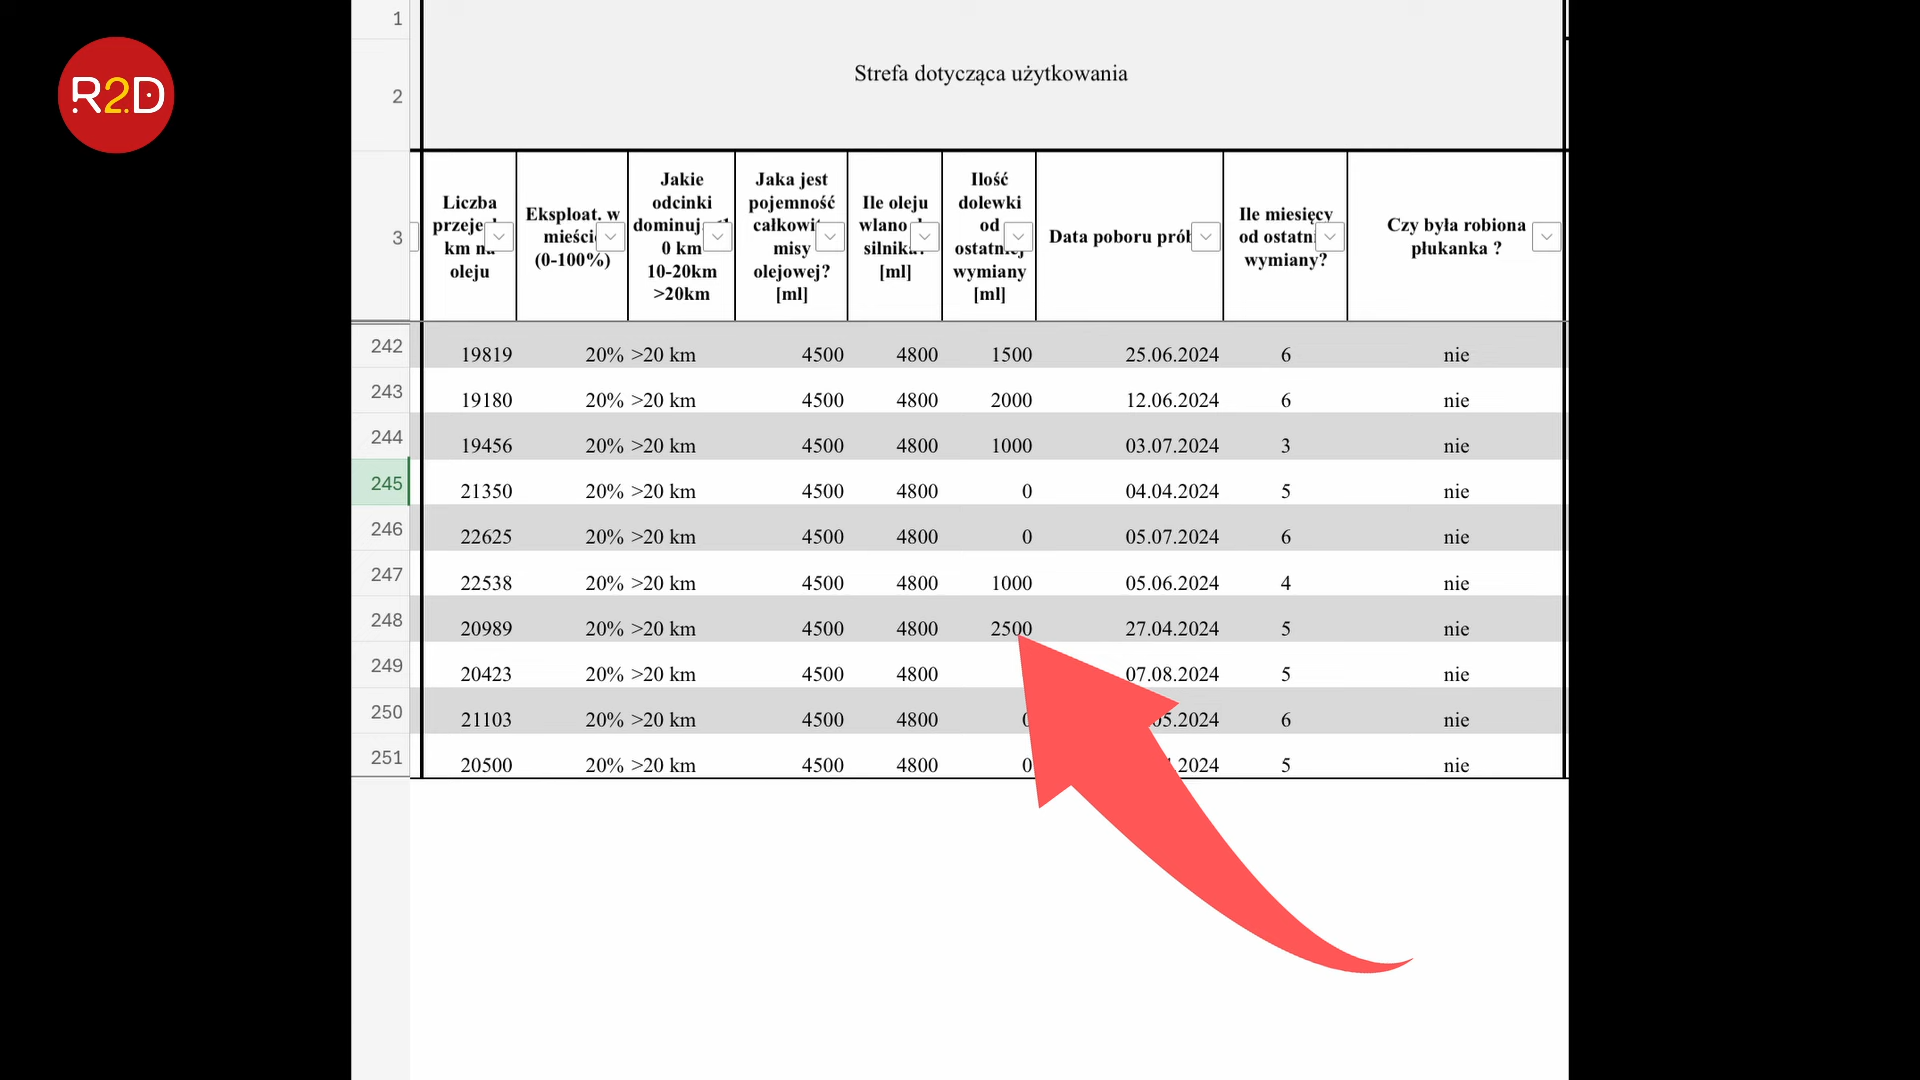 R2D
1
2
Strefa dotycząca użytkowania
3
Liczba
km
oleju
Eksploat. w
(0-100%)
Jakie
odcinki
0 km
10-20km
>20km
Jaka jest
pojemność
misy
olejowej?
[ml]
Ile oleju
wlano
[ml]
Ilość
dolewki
od
wymiany
[ml]
Data poboru
Ile miesięcy
od
wymiany?
Czy była robiona
płukanka ?
242 19819 20% >20 km 4500 4800 1500 25.06.2024 6 nie
243 19180 20% >20 km 4500 4800 2000 12.06.2024 6 nie
244 19456 20% >20 km 4500 4800 1000 03.07.2024 3 nie
245 21350 20% >20 km 4500 4800 0 04.04.2024 5 nie
246 22625 20% >20 km 4500 4800 0 05.07.2024 6 nie
247 22538 20% >20 km 4500 4800 1000 05.06.2024 4 nie
248 20989 20% >20 km 4500 4800 2500 27.04.2024 5 nie
249 20423 20% >20 km 4500 4800 07.08.2024 5 nie
250 21103 20% >20 km 4500 4800 0 6 nie
251 20500 20% >20 km 4500 4800 0 5 nie